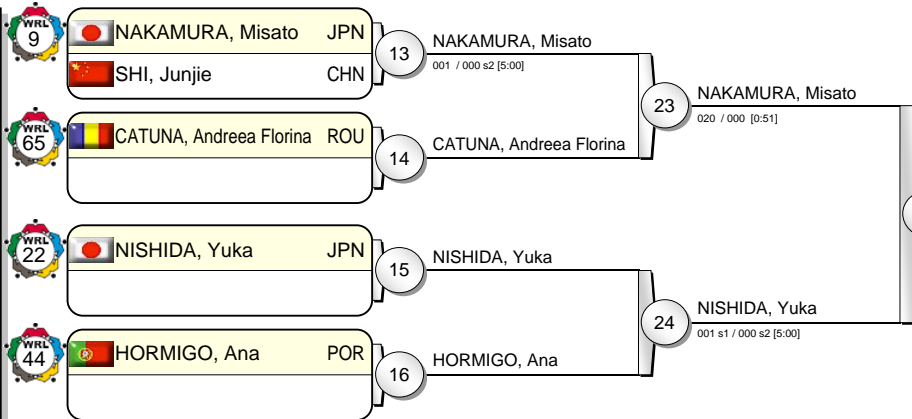 WRL
9
NAKAMURA, Misato JPN
SHI, Junjie CHN
13
NAKAMURA, Misato
001 / 000 s2 [5:00]
WRL
65
CATUNA, Andreea Florina ROU
14
CATUNA, Andreea Florina
23
NAKAMURA, Misato
020 / 000 [0:51]
WRL
22
NISHIDA, Yuka JPN
15
NISHIDA, Yuka
WRL
44
HORMIGO, Ana POR
16
HORMIGO, Ana
24
NISHIDA, Yuka
001 s1 / 000 s2 [5:00]